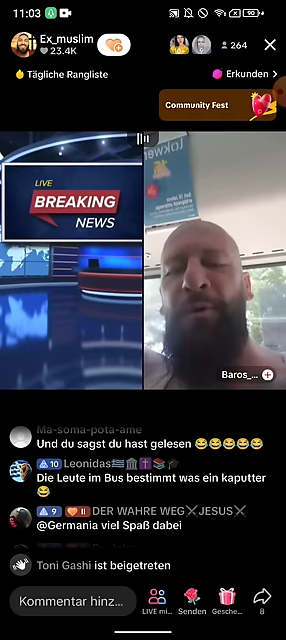 11:03
Ex_muslim
23.4K
264
Tägliche Rangliste
Erkunden >
Community Fest
LIVE
BREAKING
NEWS
Baros_...
Ma-soma-pota-ame
Und du sagst du hast gelesen 😂😂😂😂😂
10 Leonidas🇬🇷🏛️✝️📚🎓
Die Leute im Bus bestimmt was ein kaputter
😂
9 II DER WAHRE WEG⚔JESUS⚔
@Germania viel Spaß dabei
Toni Gashi ist beigetreten
Kommentar hinz...
LIVE mi...
Senden
Gesche...
8